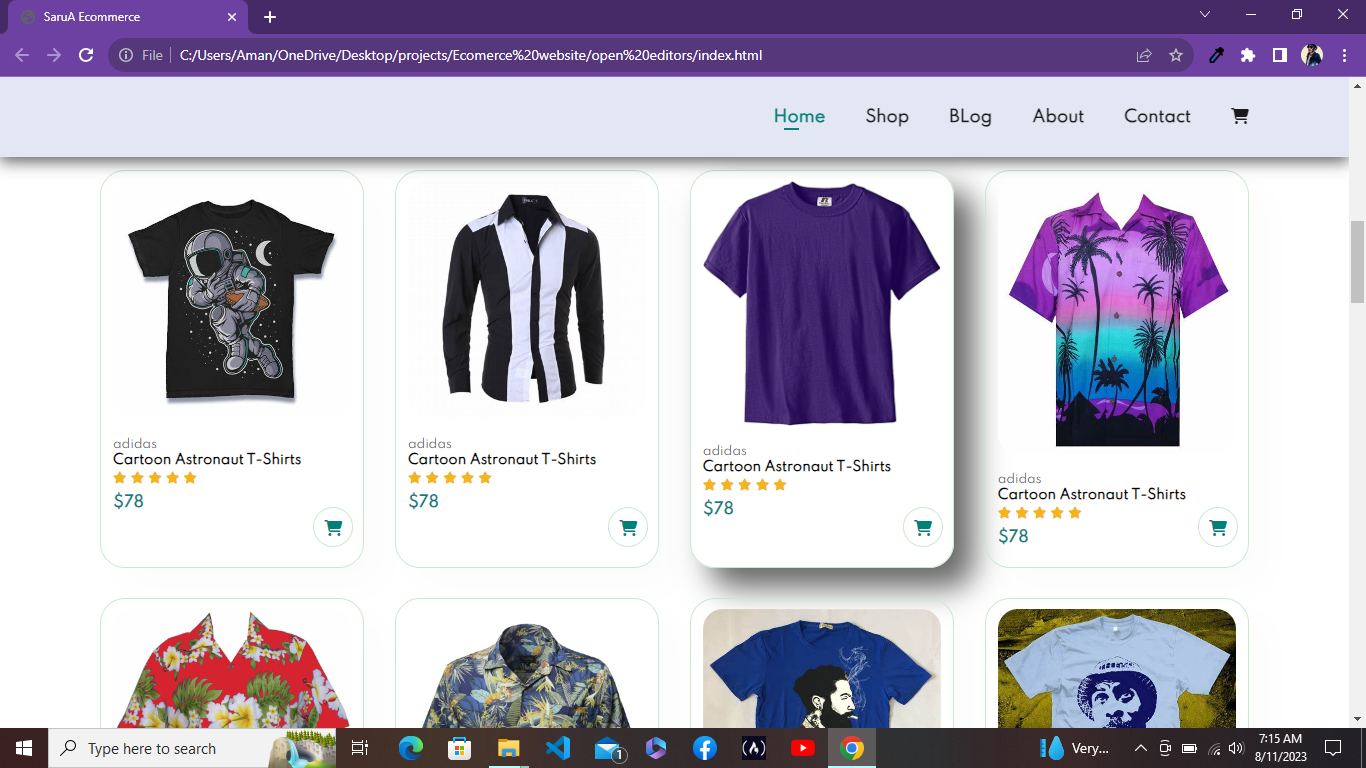 SaruA Ecommerce
File
C:/Users/Aman/OneDrive/Desktop/projects/Ecomerce%20website/open%20editors/index.html
Home Shop BLog About Contact
adidas
Cartoon Astronaut T-Shirts
$78
adidas
Cartoon Astronaut T-Shirts
$78
adidas
Cartoon Astronaut T-Shirts
$78
adidas
Cartoon Astronaut T-Shirts
$78
Type here to search
1
Very...
7:15 AM
8/11/2023